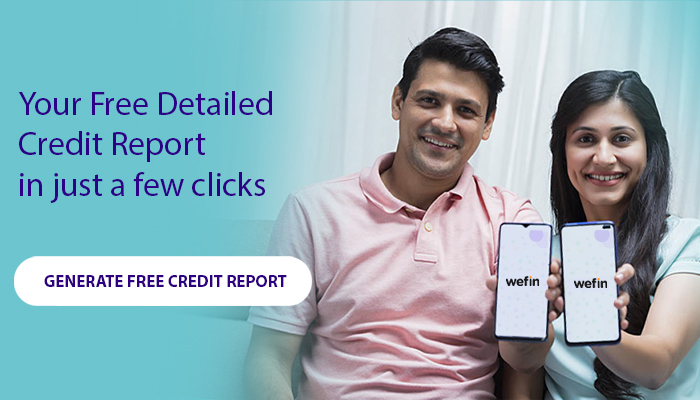 Your Free Detailed
Credit Report
in just a few clicks
GENERATE FREE CREDIT REPORT
wefin
wefin